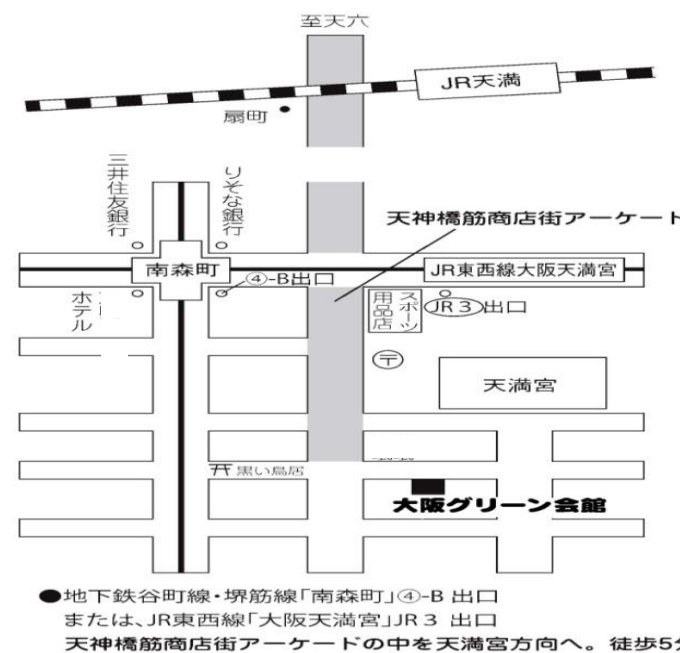 至天六
JR天満
扇町
三井住友銀行
りそな銀行
天神橋筋商店街アーケード
南森町
JR東西線大阪天満宮
④-B出口
ホテル
スポーツ用品店
JR 3 出口
〒
天満宮
黒い鳥居
大阪グリーン会館
●地下鉄谷町線・堺筋線「南森町」④-B 出口
または、JR東西線「大阪天満宮」JR 3 出口
天神橋筋商店街アーケードの中を天満宮方向へ。徒歩5分